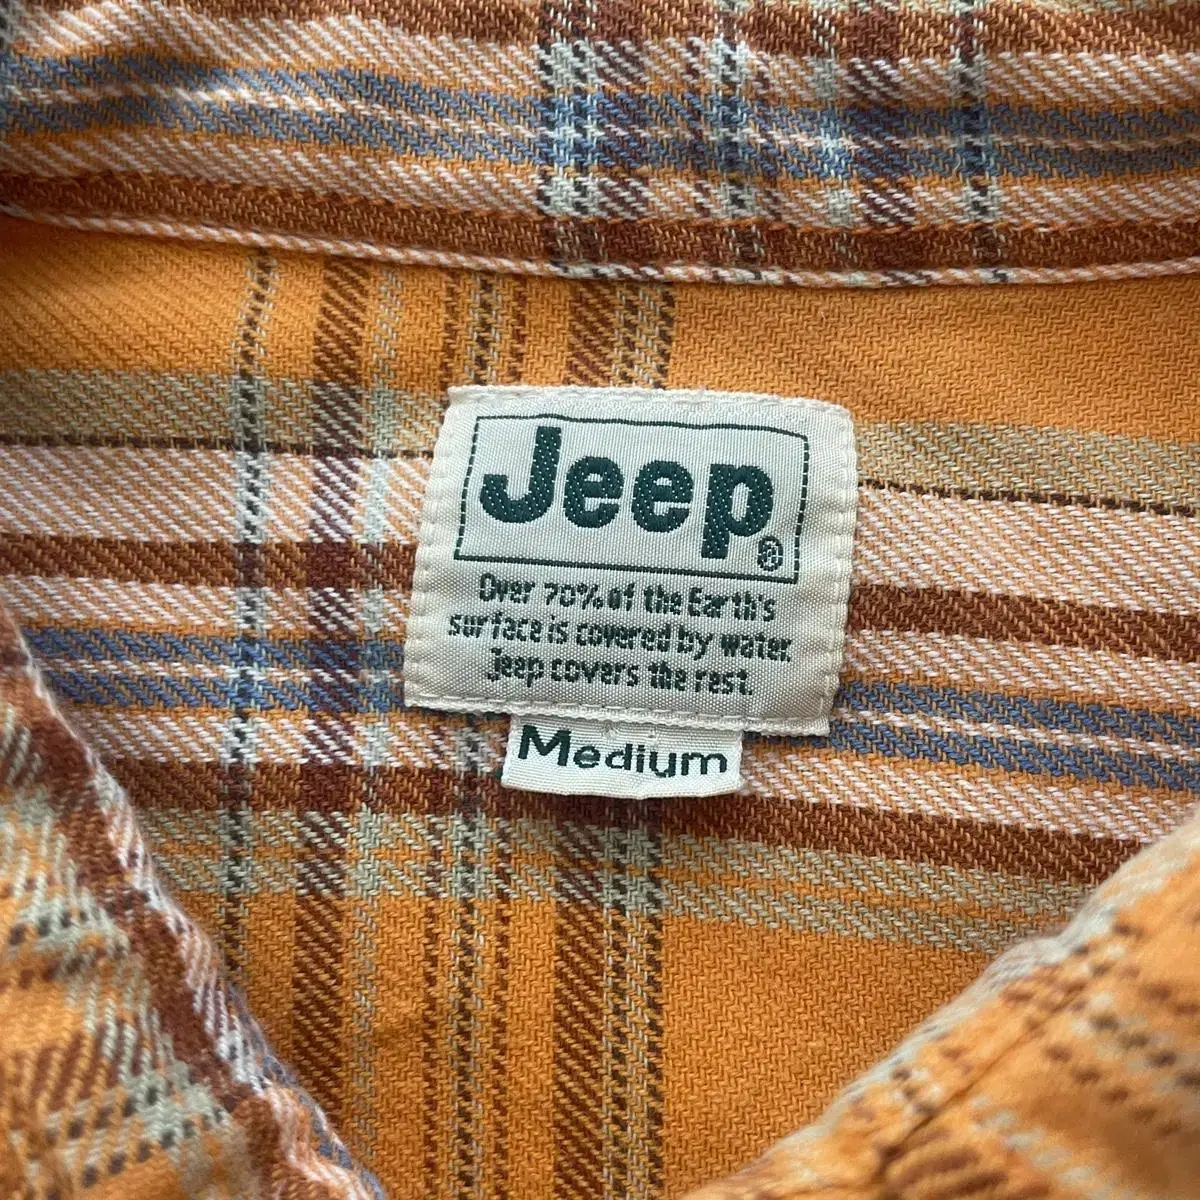 Jeep®
Over 70% of the Earth's
surface is covered by water.
Jeep covers the rest.
Medium